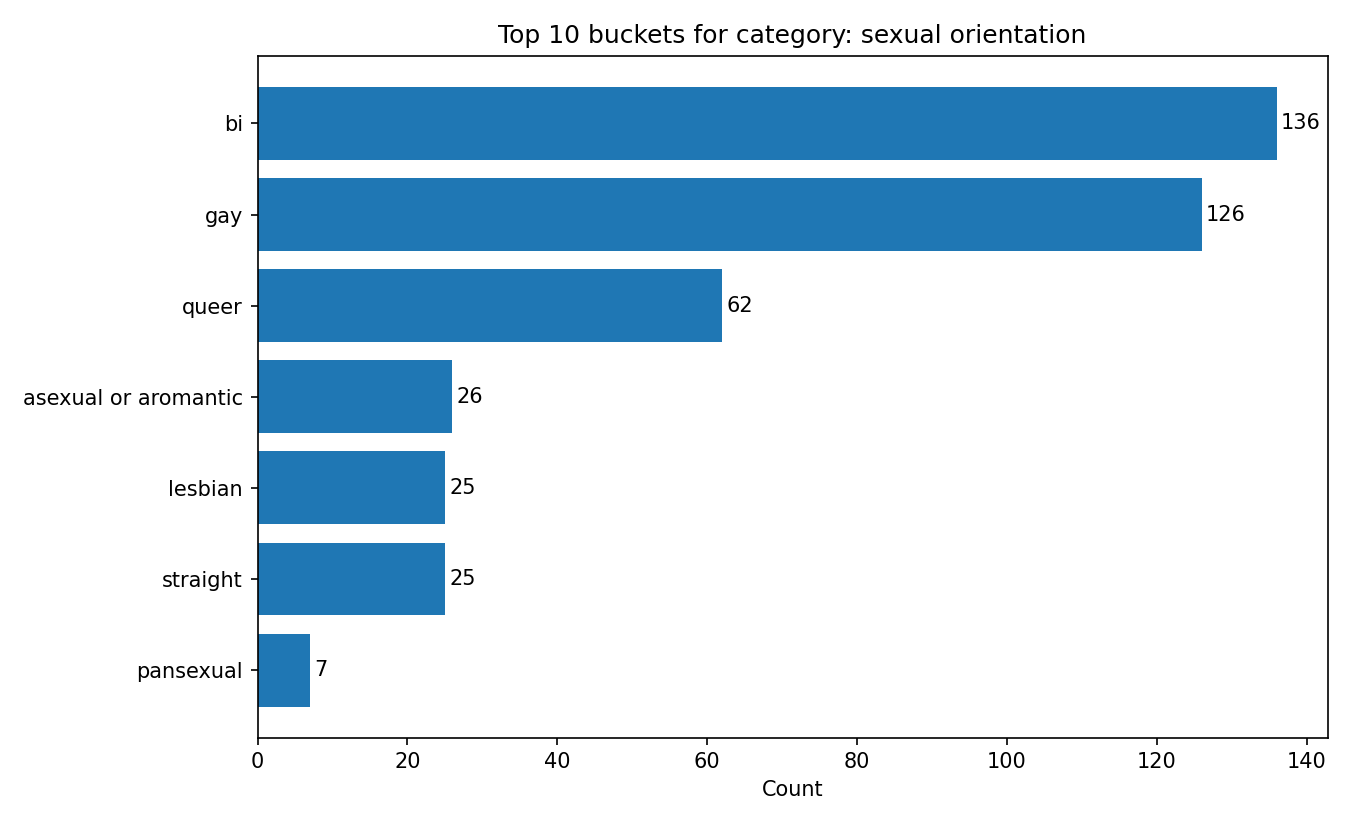 Top 10 buckets for category: sexual orientation
bi
136
gay
126
queer
62
asexual or aromantic
26
lesbian
25
straight
25
pansexual
7
0 20 40 60 80 100 120 140
Count